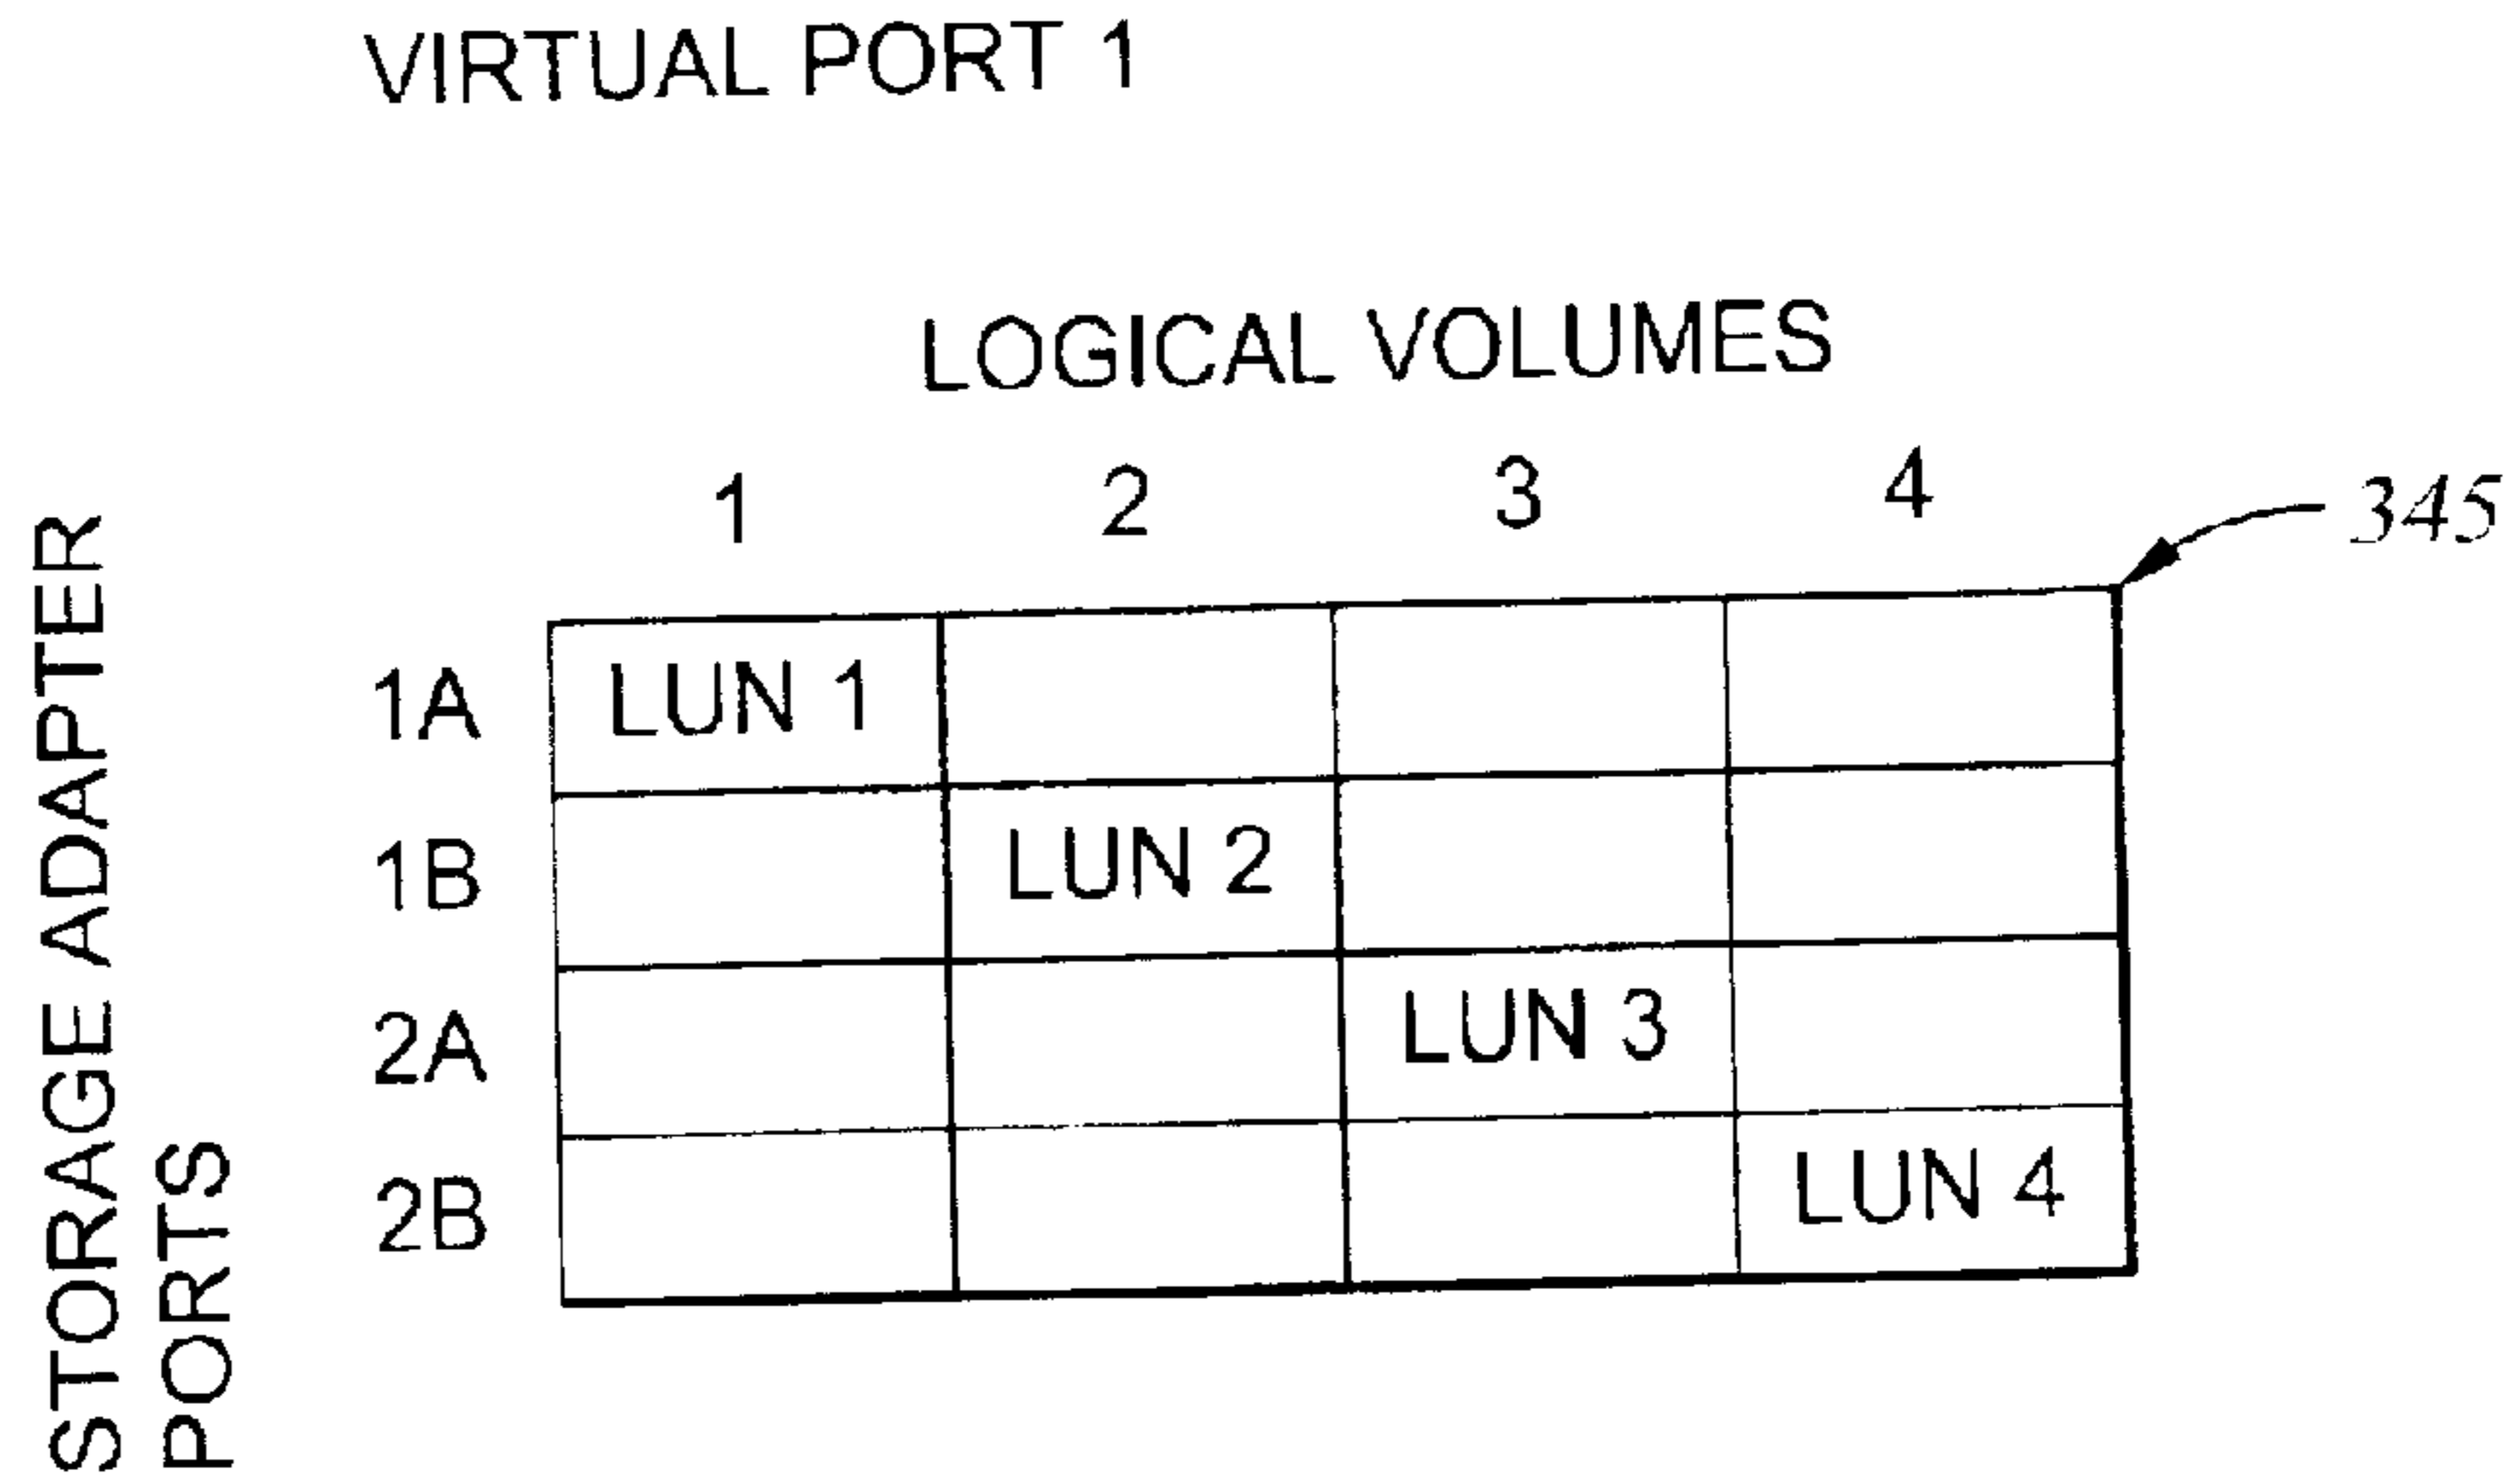 VIRTUAL PORT 1
LOGICAL VOLUMES
1 2 3 4
345
STORAGE ADAPTER
PORTS
1A LUN 1
1B LUN 2
2A LUN 3
2B LUN 4